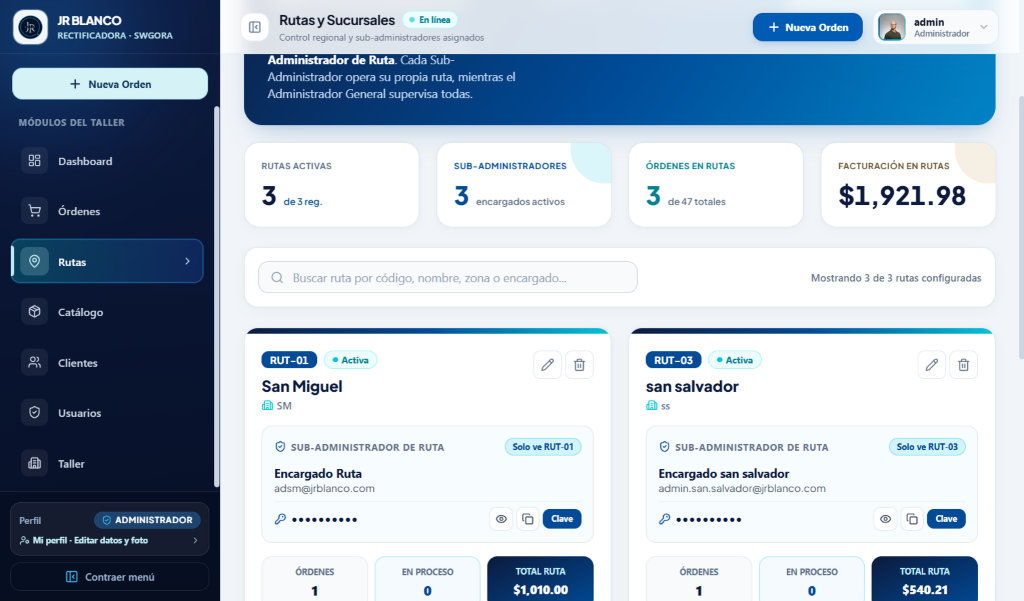 JR BLANCO
RECTIFICADORA · SWGORA
+ Nueva Orden
MÓDULOS DEL TALLER
Dashboard
Órdenes
Rutas
Catálogo
Clientes
Usuarios
Taller
Perfil
ADMINISTRADOR
Mi perfil · Editar datos y foto
Contraer menú
Rutas y Sucursales
En línea
Control regional y sub-administradores asignados
+ Nueva Orden
admin
Administrador
Administrador de Ruta. Cada Sub-
Administrador opera su propia ruta, mientras el
Administrador General supervisa todas.
RUTAS ACTIVAS
3 de 3 reg.
SUB-ADMINISTRADORES
3 encargados activos
ÓRDENES EN RUTAS
3 de 47 totales
FACTURACIÓN EN RUTAS
$1,921.98
Buscar ruta por código, nombre, zona o encargado...
Mostrando 3 de 3 rutas configuradas
RUT-01
Activa
San Miguel
SM
SUB-ADMINISTRADOR DE RUTA
Solo ve RUT-01
Encargado Ruta
adsm@jrblanco.com
••••••••••
Clave
ÓRDENES
1
EN PROCESO
0
TOTAL RUTA
$1,010.00
RUT-03
Activa
san salvador
ss
SUB-ADMINISTRADOR DE RUTA
Solo ve RUT-03
Encargado san salvador
admin.san.salvador@jrblanco.com
••••••••••
Clave
ÓRDENES
1
EN PROCESO
0
TOTAL RUTA
$540.21